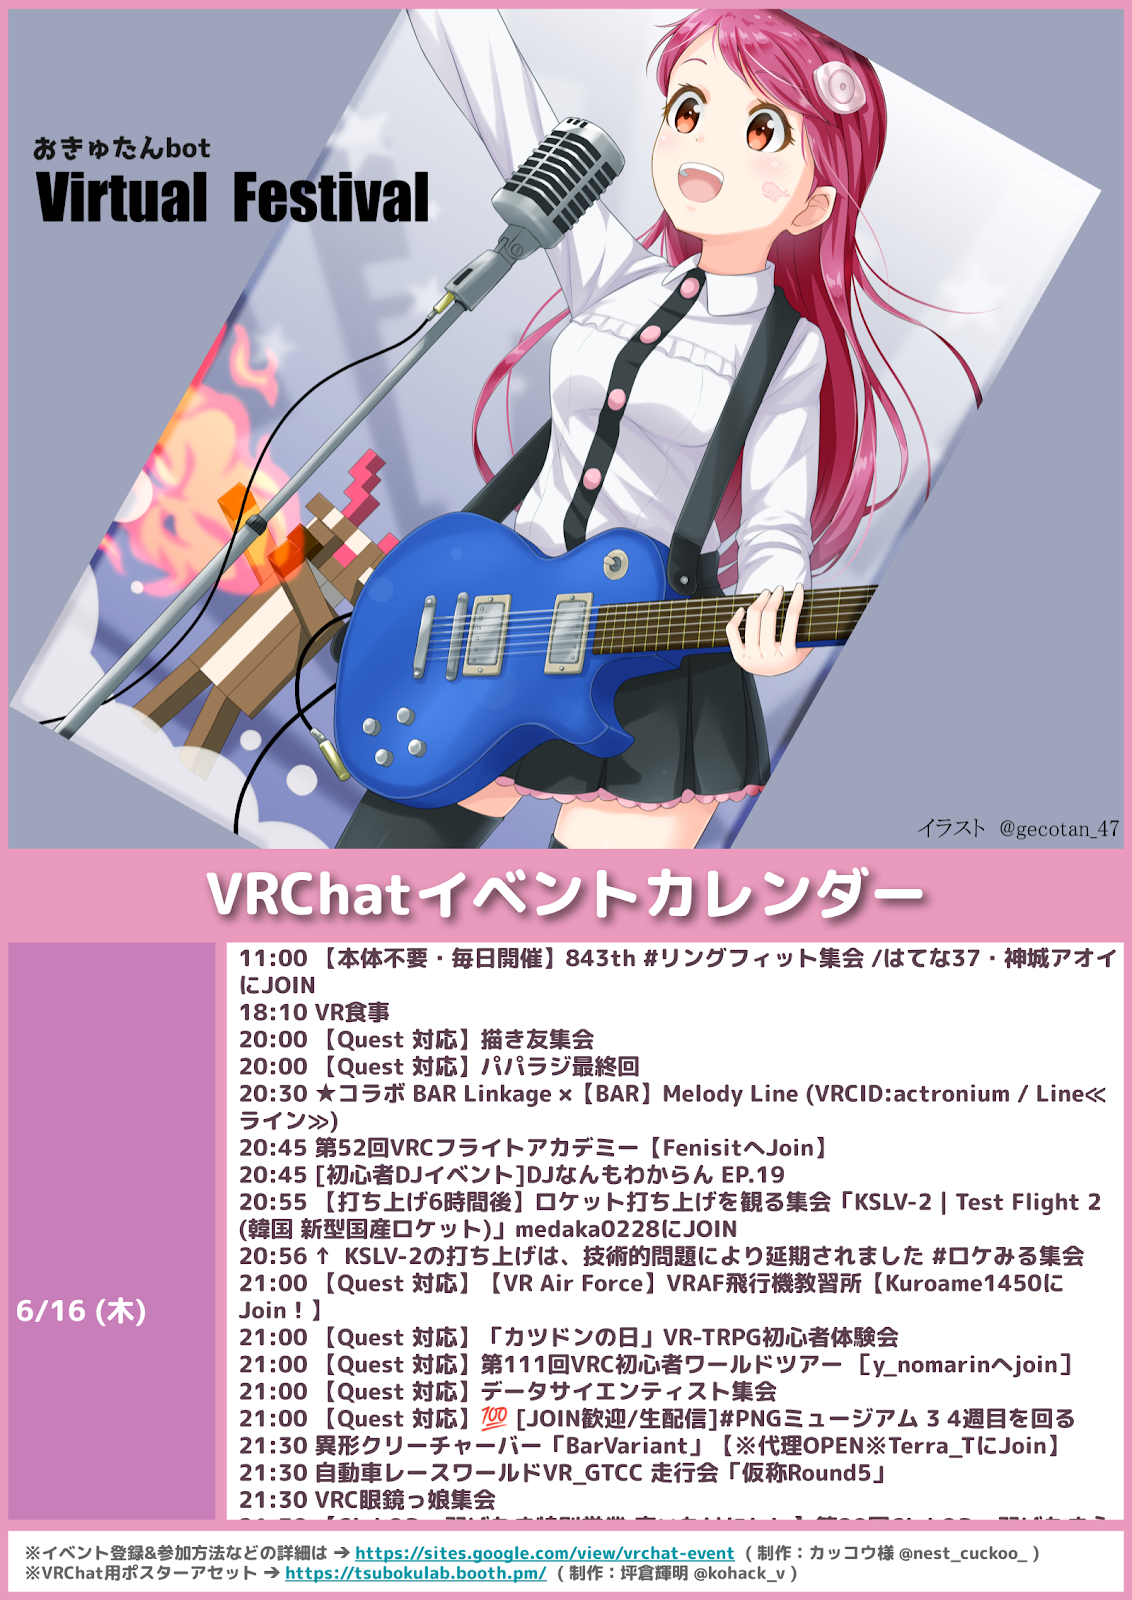 おきゅたんbot
Virtual Festival
イラスト @gecotan_47
VRChatイベントカレンダー
6/16 (木)
11:00 【本体不要・毎日開催】843th #リングフィット集会 /はてな37・神城アオイ
にJOIN
18:10 VR食事
20:00 【Quest 対応】描き友集会
20:00 【Quest 対応】パパラジ最終回
20:30 ★コラボ BAR Linkage ×【BAR】Melody Line (VRCID:actronium / Line≪
ライン≫)
20:45 第52回VRCフライトアカデミー【FenisitへJoin】
20:45 [初心者DJイベント]DJなんもわからん EP.19
20:55 【打ち上げ6時間後】ロケット打ち上げを観る集会「KSLV-2 | Test Flight 2
(韓国 新型国産ロケット)」medaka0228にJOIN
20:56 ↑ KSLV-2の打ち上げは、技術的問題により延期されました #ロケみる集会
21:00 【Quest 対応】【VR Air Force】VRAF飛行機教習所【Kuroame1450に
Join！】
21:00 【Quest 対応】「カツドンの日」VR-TRPG初心者体験会
21:00 【Quest 対応】第111回VRC初心者ワールドツアー ［y_nomarinへjoin］
21:00 【Quest 対応】データサイエンティスト集会
21:00 【Quest 対応】💯 [JOIN歓迎/生配信]#PNGミュージアム 3 4週目を回る
21:30 異形クリーチャーバー「BarVariant」【※代理OPEN※Terra_TにJoin】
21:30 自動車レースワールドVR_GTCC 走行会「仮称Round5」
21:30 VRC眼鏡っ娘集会
※イベント登録&参加方法などの詳細は ➔ https://sites.google.com/view/vrchat-event ( 制作：カッコウ様 @nest_cuckoo_ )
※VRChat用ポスターアセット ➔ https://tsubokulab.booth.pm/ ( 制作：坪倉輝明 @kohack_v )